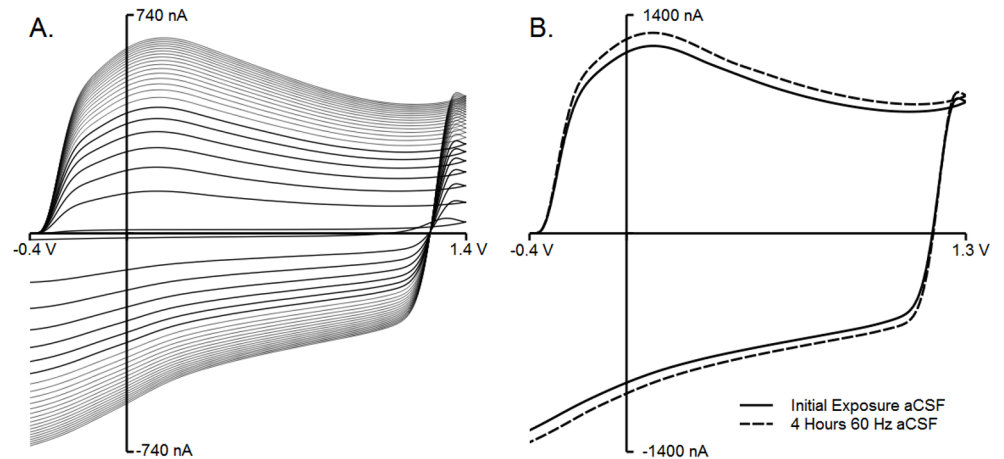 A.
740 nA
-0.4 V
1.4 V
-740 nA
B.
1400 nA
-0.4 V
1.3 V
Initial Exposure aCSF
4 Hours 60 Hz aCSF
-1400 nA